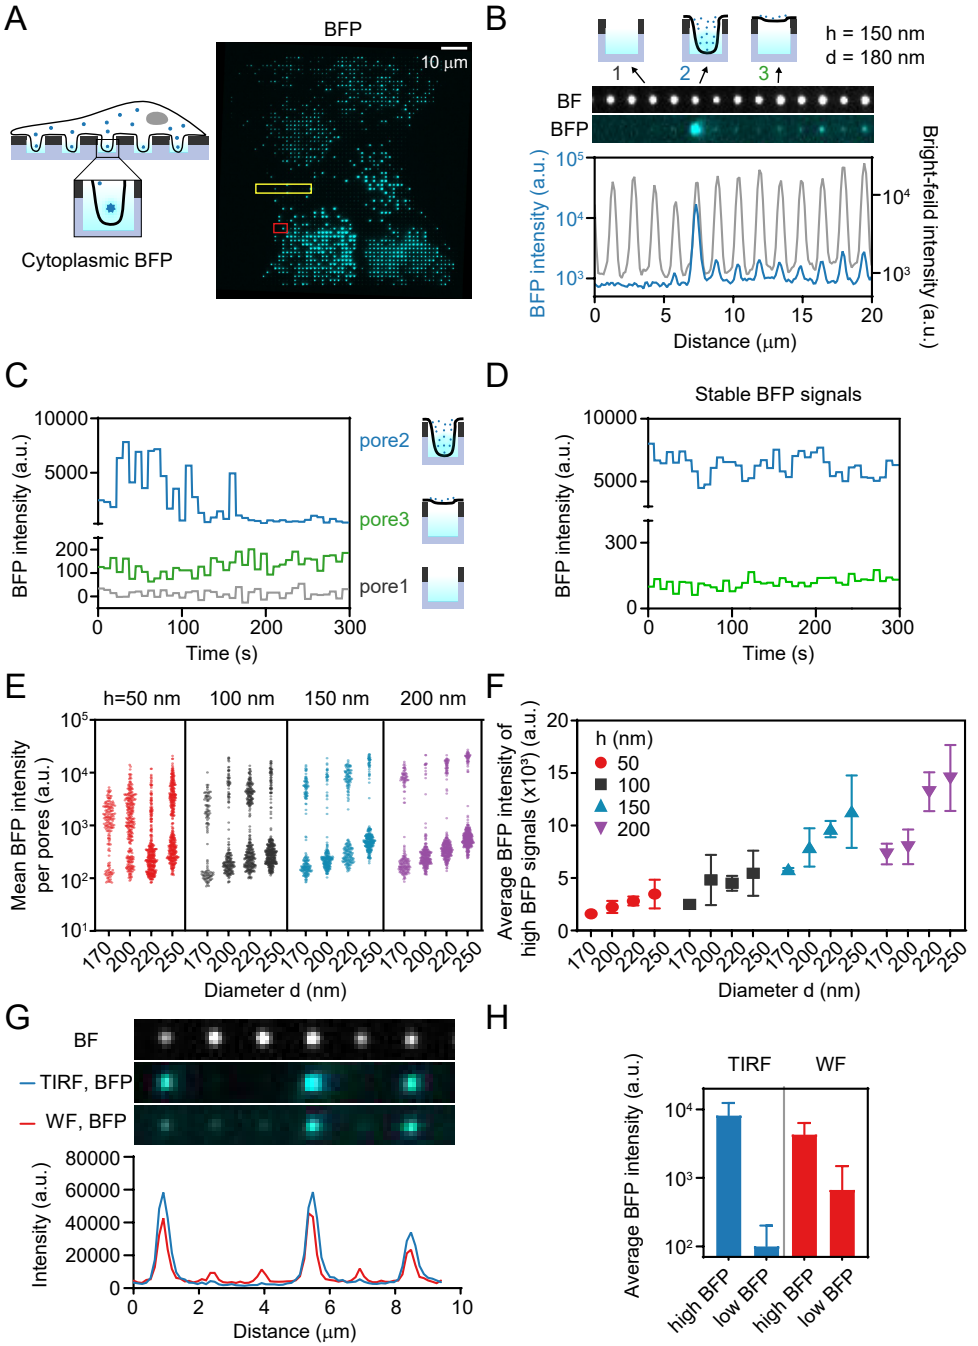 A
BFP
10 μm
Cytoplasmic BFP
B
h = 150 nm
d = 180 nm
1
2
3
BF
BFP
BFP intensity (a.u.)
10⁵
10⁴
10³
Bright-feild intensity (a.u.)
10⁴
10³
0 5 10 15 20
Distance (μm)
C
BFP intensity (a.u.)
10000
5000
200
100
0
0 100 200 300
Time (s)
pore2
pore3
pore1
D
Stable BFP signals
BFP intensity (a.u.)
10000
5000
300
0
0 100 200 300
Time (s)
E
h=50 nm 100 nm 150 nm 200 nm
Mean BFP intensity
per pores (a.u.)
10⁵
10⁴
10³
10²
10¹
170 200 220 250 170 200 220 250 170 200 220 250 170 200 220 250
Diameter d (nm)
F
Average BFP intensity of
high BFP signals (x10³) (a.u.)
20
15
10
5
0
h (nm)
50
100
150
200
170 200 220 250 170 200 220 250 170 200 220 250 170 200 220 250
Diameter d (nm)
G
BF
TIRF, BFP
WF, BFP
Intensity (a.u.)
80000
60000
40000
20000
0
0 2 4 6 8 10
Distance (μm)
H
TIRF WF
Average BFP intensity (a.u.)
10⁴
10³
10²
high BFP low BFP high BFP low BFP